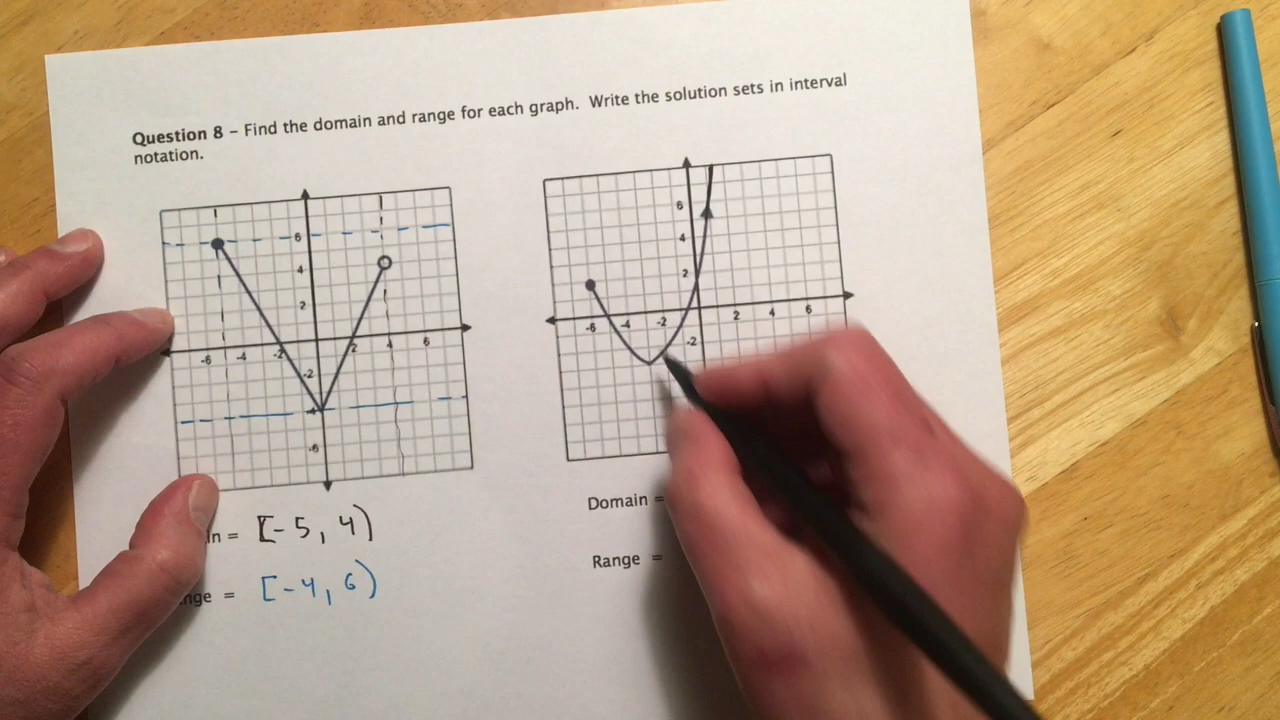 Question 8 – Find the domain and range for each graph. Write the solution sets in interval
notation.
6
4
2
-6 -4 -2 2 4 6
-2
-4
-6
6
4
2
-6 -4 -2 2 4 6
-2
in = [-5, 4)
nge = [-4, 6)
Domain =
Range =